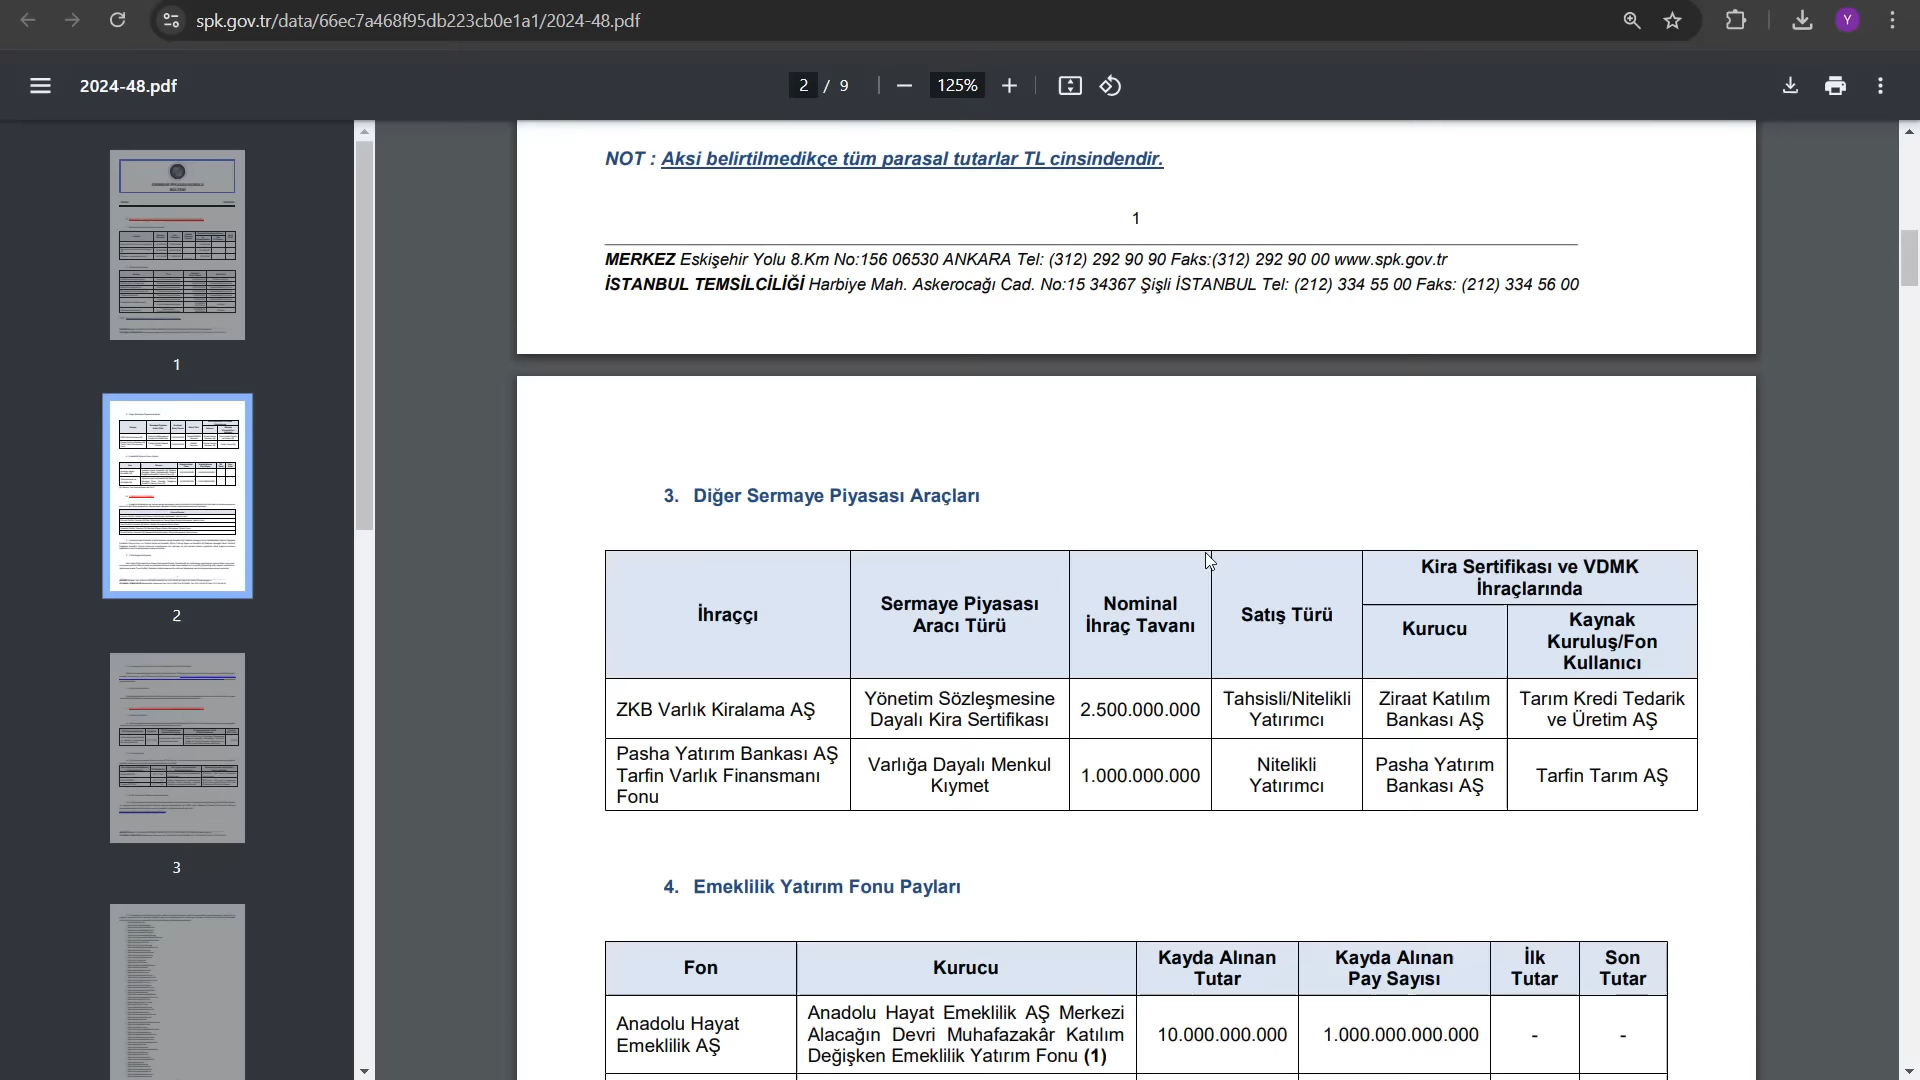 spk.gov.tr/data/66ec7a468f95db223cb0e1a1/2024-48.pdf
Y
2024-48.pdf
2 / 9
125%
1
2
3
NOT : Aksi belirtilmedikçe tüm parasal tutarlar TL cinsindendir.
1
MERKEZ Eskişehir Yolu 8.Km No:156 06530 ANKARA Tel: (312) 292 90 90 Faks:(312) 292 90 00 www.spk.gov.tr
İSTANBUL TEMSİLCİLİĞİ Harbiye Mah. Askerocağı Cad. No:15 34367 Şişli İSTANBUL Tel: (212) 334 55 00 Faks: (212) 334 56 00
3. Diğer Sermaye Piyasası Araçları
İhraççı
Sermaye Piyasası
Aracı Türü
Nominal
İhraç Tavanı
Satış Türü
Kira Sertifikası ve VDMK
İhraçlarında
Kurucu
Kaynak
Kuruluş/Fon
Kullanıcı
ZKB Varlık Kiralama AŞ
Yönetim Sözleşmesine
Dayalı Kira Sertifikası
2.500.000.000
Tahsisli/Nitelikli
Yatırımcı
Ziraat Katılım
Bankası AŞ
Tarım Kredi Tedarik
ve Üretim AŞ
Pasha Yatırım Bankası AŞ
Tarfin Varlık Finansmanı
Fonu
Varlığa Dayalı Menkul
Kıymet
1.000.000.000
Nitelikli
Yatırımcı
Pasha Yatırım
Bankası AŞ
Tarfin Tarım AŞ
4. Emeklilik Yatırım Fonu Payları
Fon
Kurucu
Kayda Alınan
Tutar
Kayda Alınan
Pay Sayısı
İlk
Tutar
Son
Tutar
Anadolu Hayat
Emeklilik AŞ
Anadolu Hayat Emeklilik AŞ Merkezi
Alacağın Devri Muhafazakâr Katılım
Değişken Emeklilik Yatırım Fonu (1)
10.000.000.000
1.000.000.000.000
-
-